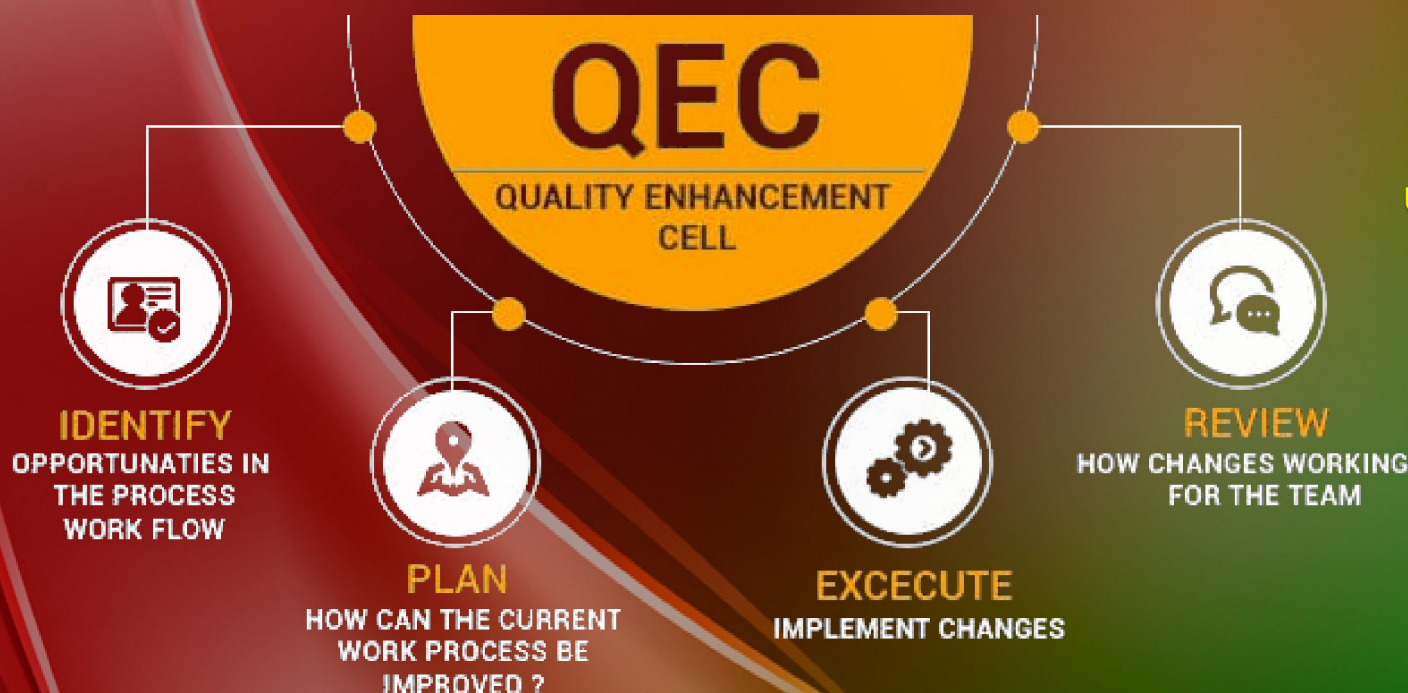 QEC
QUALITY ENHANCEMENT
CELL
IDENTIFY
OPPORTUNATIES IN
THE PROCESS
WORK FLOW
PLAN
HOW CAN THE CURRENT
WORK PROCESS BE
IMPROVED ?
EXCECUTE
IMPLEMENT CHANGES
REVIEW
HOW CHANGES WORKING
FOR THE TEAM